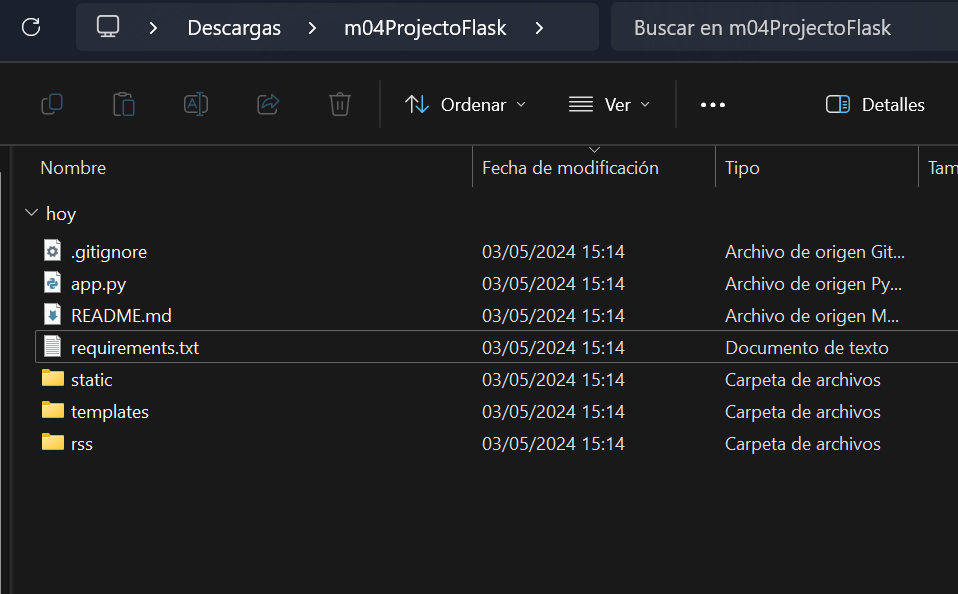 Descargas m04ProjectoFlask Buscar en m04ProjectoFlask
Ordenar Ver Detalles
Nombre Fecha de modificación Tipo Tam
hoy
.gitignore 03/05/2024 15:14 Archivo de origen Git...
app.py 03/05/2024 15:14 Archivo de origen Py...
README.md 03/05/2024 15:14 Archivo de origen M...
requirements.txt 03/05/2024 15:14 Documento de texto
static 03/05/2024 15:14 Carpeta de archivos
templates 03/05/2024 15:14 Carpeta de archivos
rss 03/05/2024 15:14 Carpeta de archivos